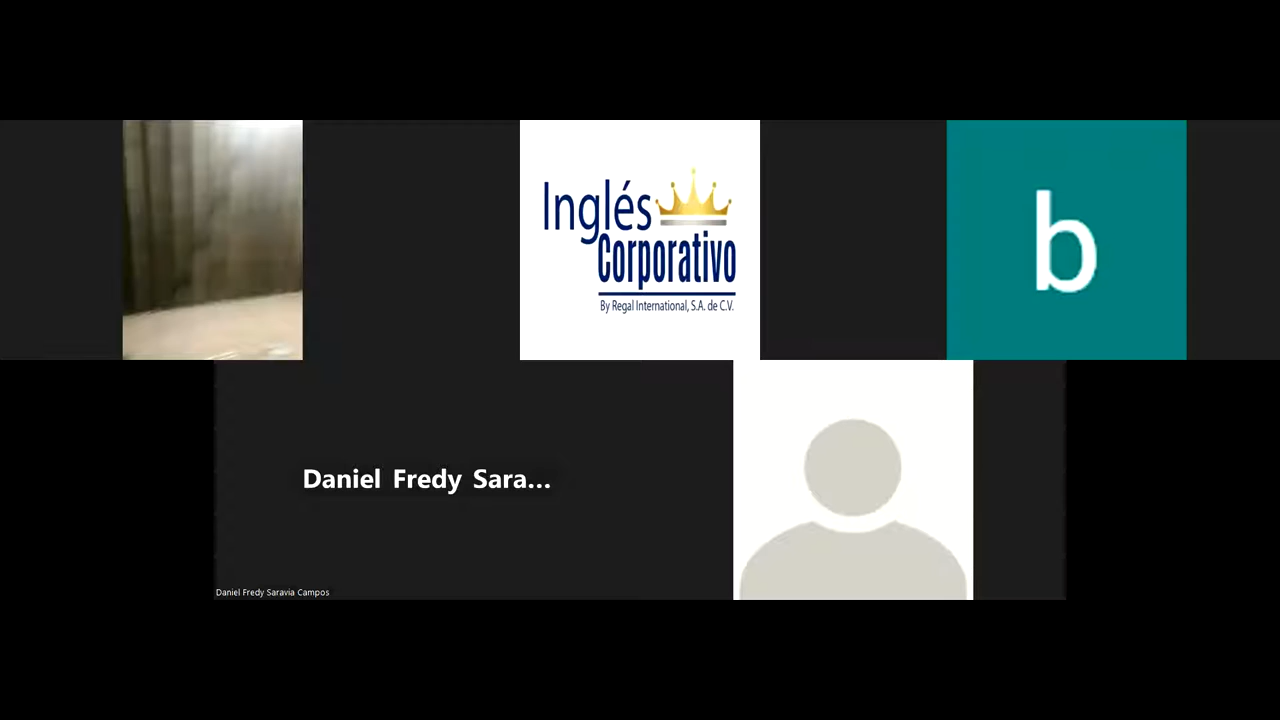 Inglés
Corporativo
By Regal International, S.A. de C.V.
b
Daniel Fredy Sara...
Daniel Fredy Saravia Campos